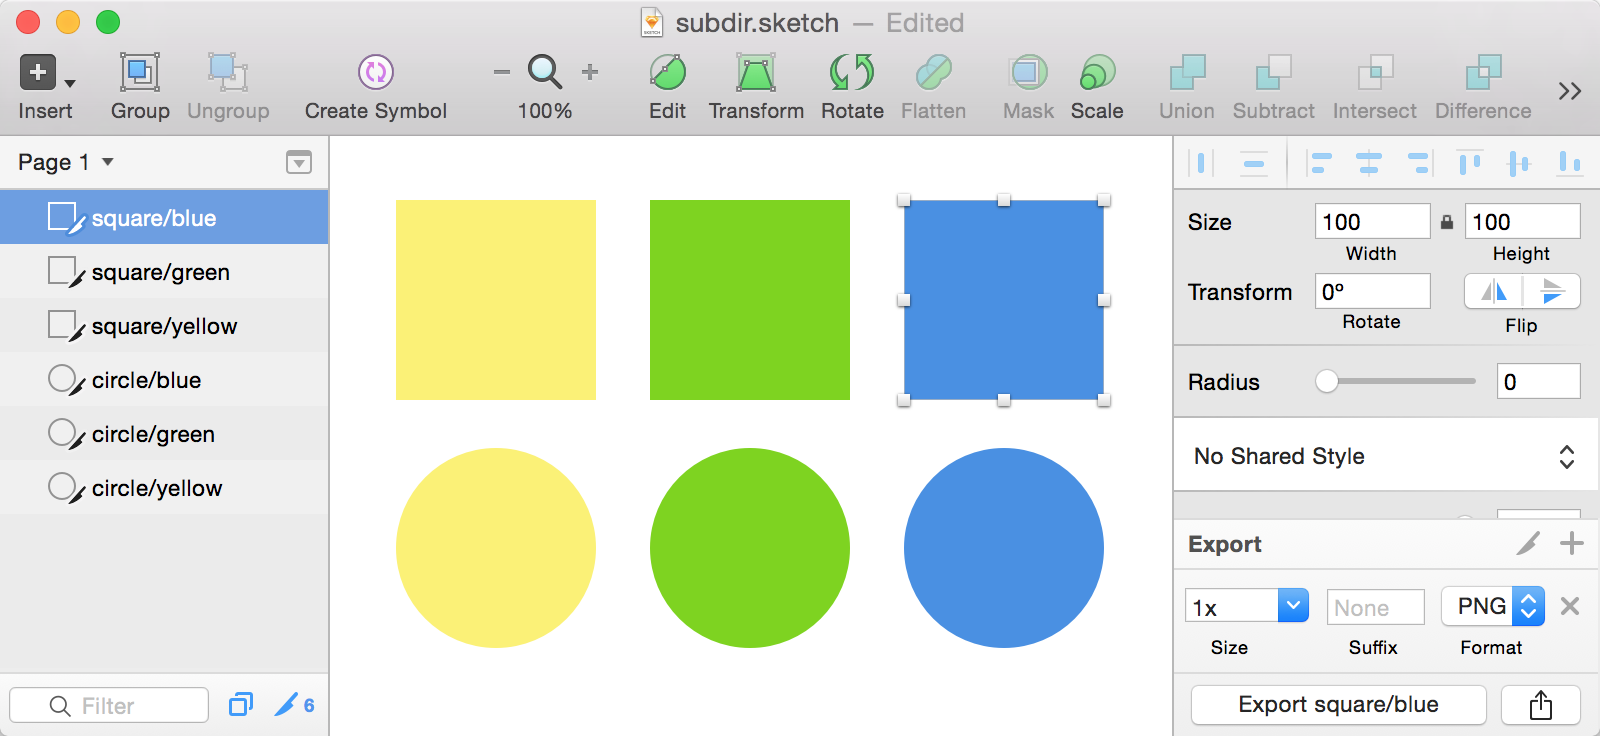 subdir.sketch — Edited
Insert Group Ungroup Create Symbol 100% Edit Transform Rotate Flatten Mask Scale Union Subtract Intersect Difference
Page 1
square/blue
square/green
square/yellow
circle/blue
circle/green
circle/yellow
Filter 6
Size 100 100
Width Height
Transform 0º
Rotate Flip
Radius 0
No Shared Style
Export
1x None PNG
Size Suffix Format
Export square/blue